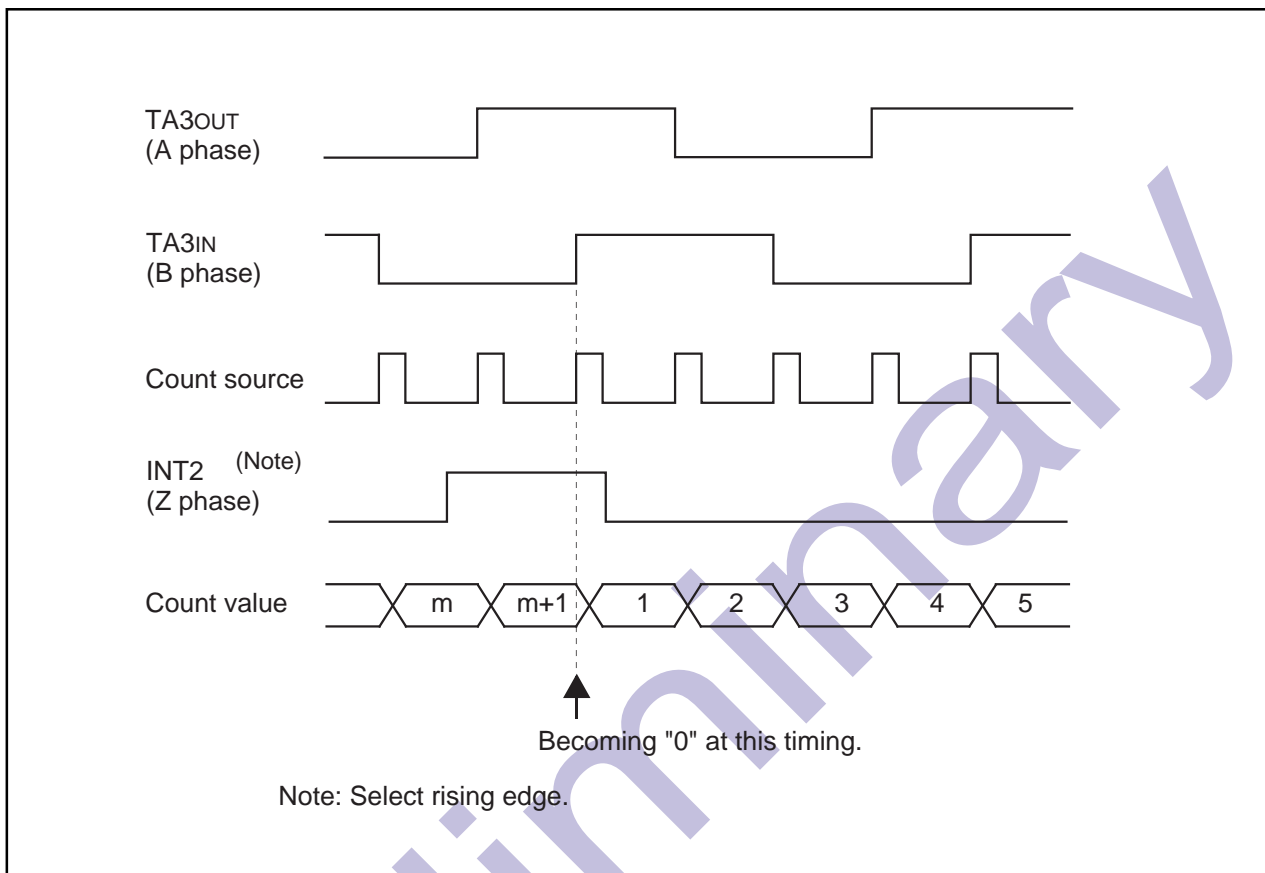 TA3OUT
(A phase)
TA3IN
(B phase)
Count source
INT2 (Note)
(Z phase)
Count value m m+1 1 2 3 4 5
Becoming "0" at this timing.
Note: Select rising edge.